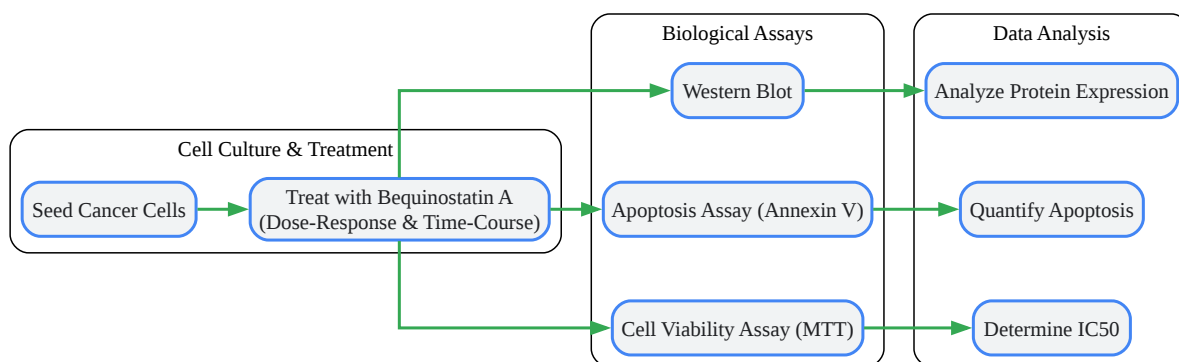 Biological Assays
Data Analysis
Western Blot
Analyze Protein Expression
Cell Culture & Treatment
Seed Cancer Cells
Treat with Bequinostatin A
(Dose-Response & Time-Course)
Apoptosis Assay (Annexin V)
Quantify Apoptosis
Cell Viability Assay (MTT)
Determine IC50